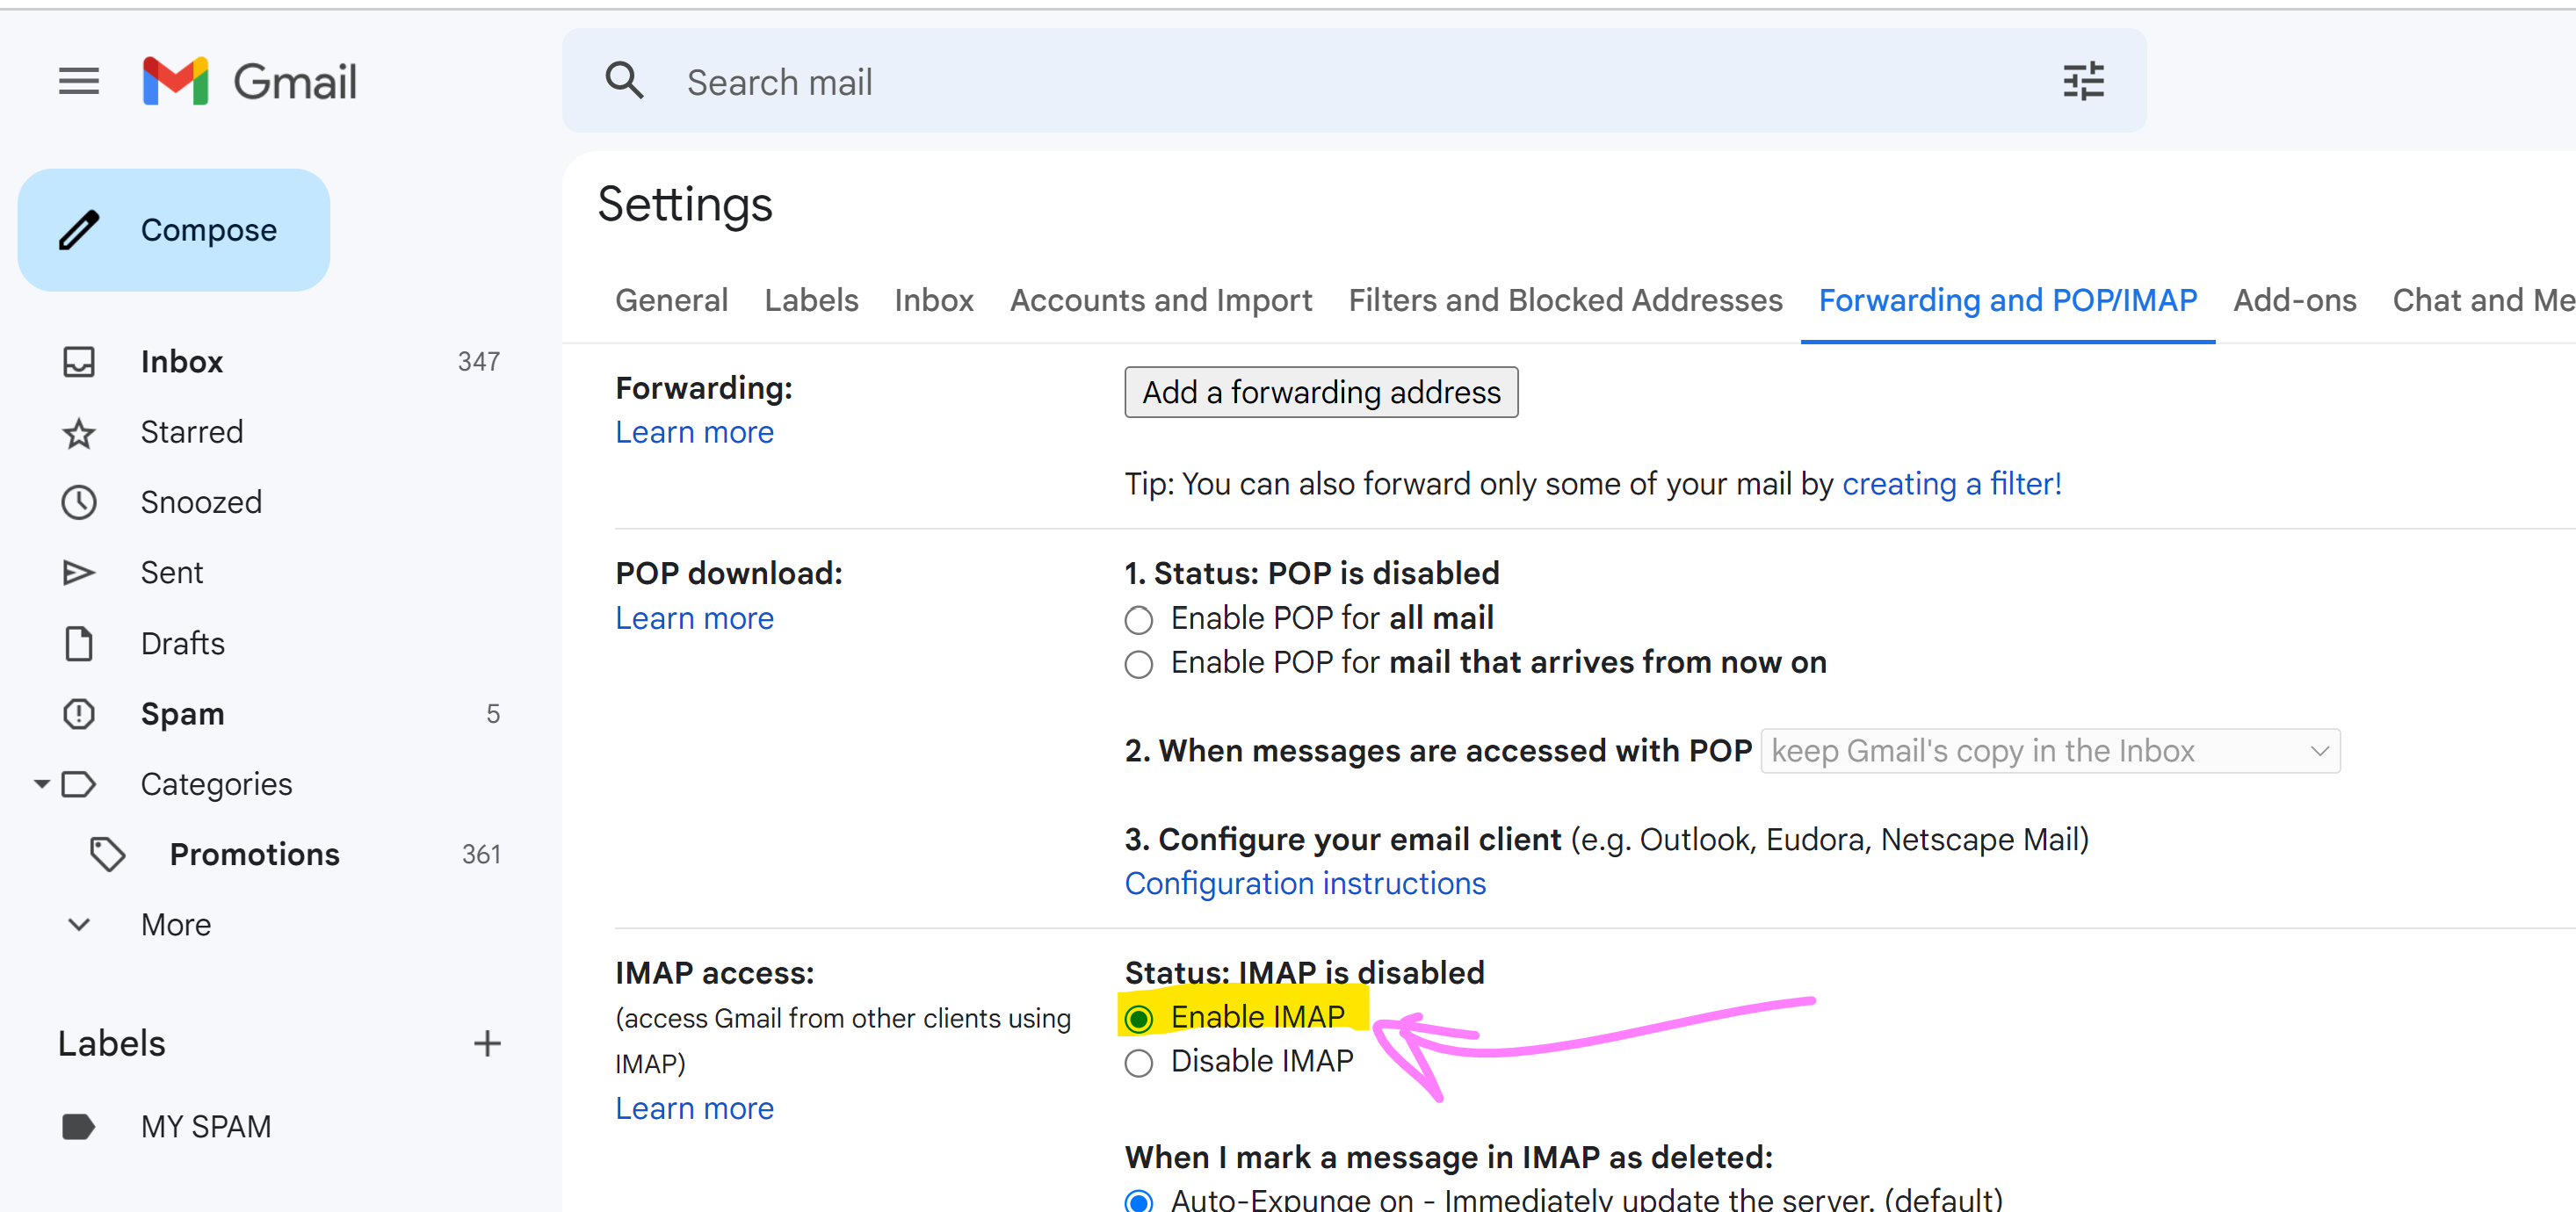 Gmail
Search mail
Compose
Inbox 347
Starred
Snoozed
Sent
Drafts
Spam 5
Categories
Promotions 361
More
Labels
MY SPAM
Settings
General Labels Inbox Accounts and Import Filters and Blocked Addresses Forwarding and POP/IMAP Add-ons Chat and Me
Forwarding:
Learn more
Add a forwarding address
Tip: You can also forward only some of your mail by creating a filter!
POP download:
Learn more
1. Status: POP is disabled
Enable POP for all mail
Enable POP for mail that arrives from now on
2. When messages are accessed with POP keep Gmail's copy in the Inbox
3. Configure your email client (e.g. Outlook, Eudora, Netscape Mail)
Configuration instructions
IMAP access:
(access Gmail from other clients using
IMAP)
Learn more
Status: IMAP is disabled
Enable IMAP
Disable IMAP
When I mark a message in IMAP as deleted:
Auto-Expunge on - Immediately update the server. (default)